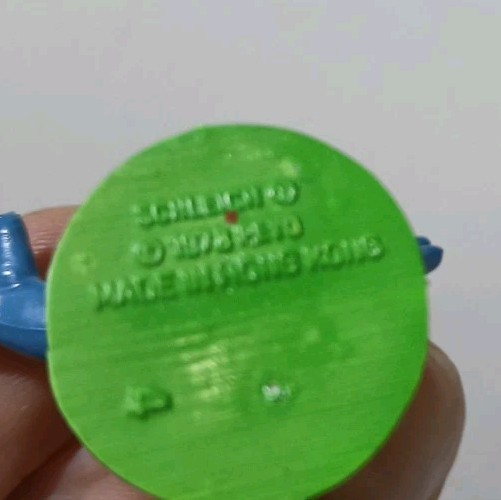 SCHLEICH ®
© 1978 PEYO
MADE IN HONG KONG